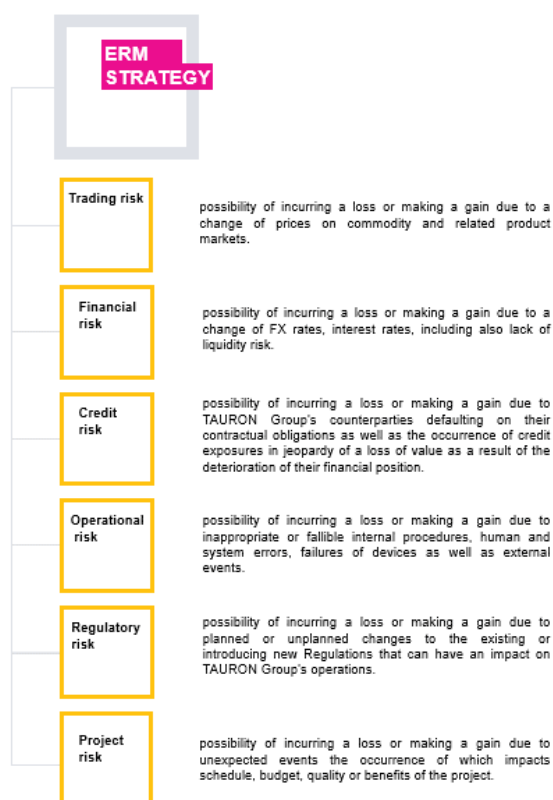 ERM
STRATEGY
Trading risk
possibility of incurring a loss or making a gain due to a
change of prices on commodity and related product
markets.
Financial
risk
possibility of incurring a loss or making a gain due to a
change of FX rates, interest rates, including also lack of
liquidity risk.
Credit
risk
possibility of incurring a loss or making a gain due to
TAURON Group's counterparties defaulting on their
contractual obligations as well as the occurrence of credit
exposures in jeopardy of a loss of value as a result of the
deterioration of their financial position.
Operational
risk
possibility of incurring a loss or making a gain due to
inappropriate or fallible internal procedures, human and
system errors, failures of devices as well as external
events.
Regulatory
risk
possibility of incurring a loss or making a gain due to
planned or unplanned changes to the existing or
introducing new Regulations that can have an impact on
TAURON Group's operations.
Project
risk
possibility of incurring a loss or making a gain due to
unexpected events the occurrence of which impacts
schedule, budget, quality or benefits of the project.